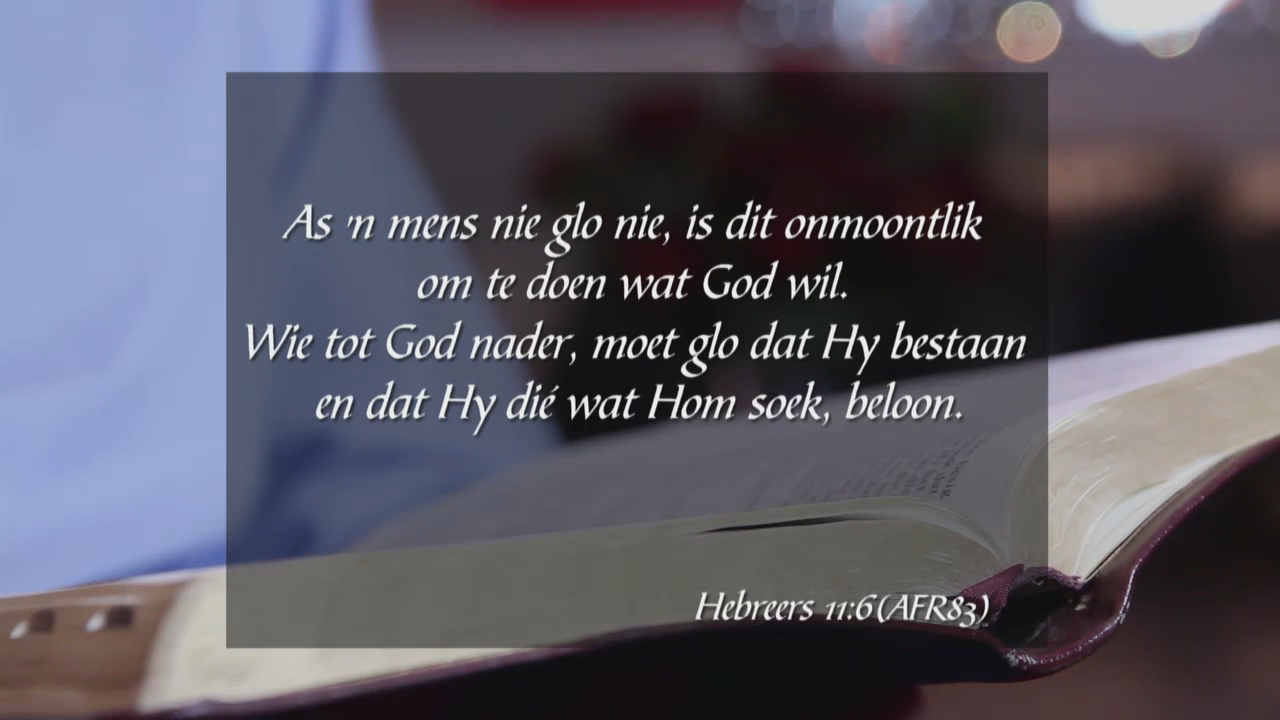 As 'n mens nie glo nie, is dit onmoontlik
om te doen wat God wil.
Wie tot God nader, moet glo dat Hy bestaan
en dat Hy dié wat Hom soek, beloon.
Hebreers 11:6(AFR83)